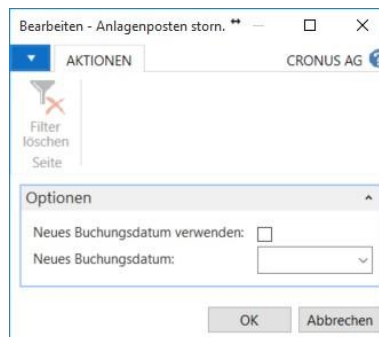 Bearbeiten - Anlagenposten storn.
AKTIONEN
CRONUS AG
Filter
löschen
Seite
Optionen
Neues Buchungsdatum verwenden:
Neues Buchungsdatum:
OK
Abbrechen